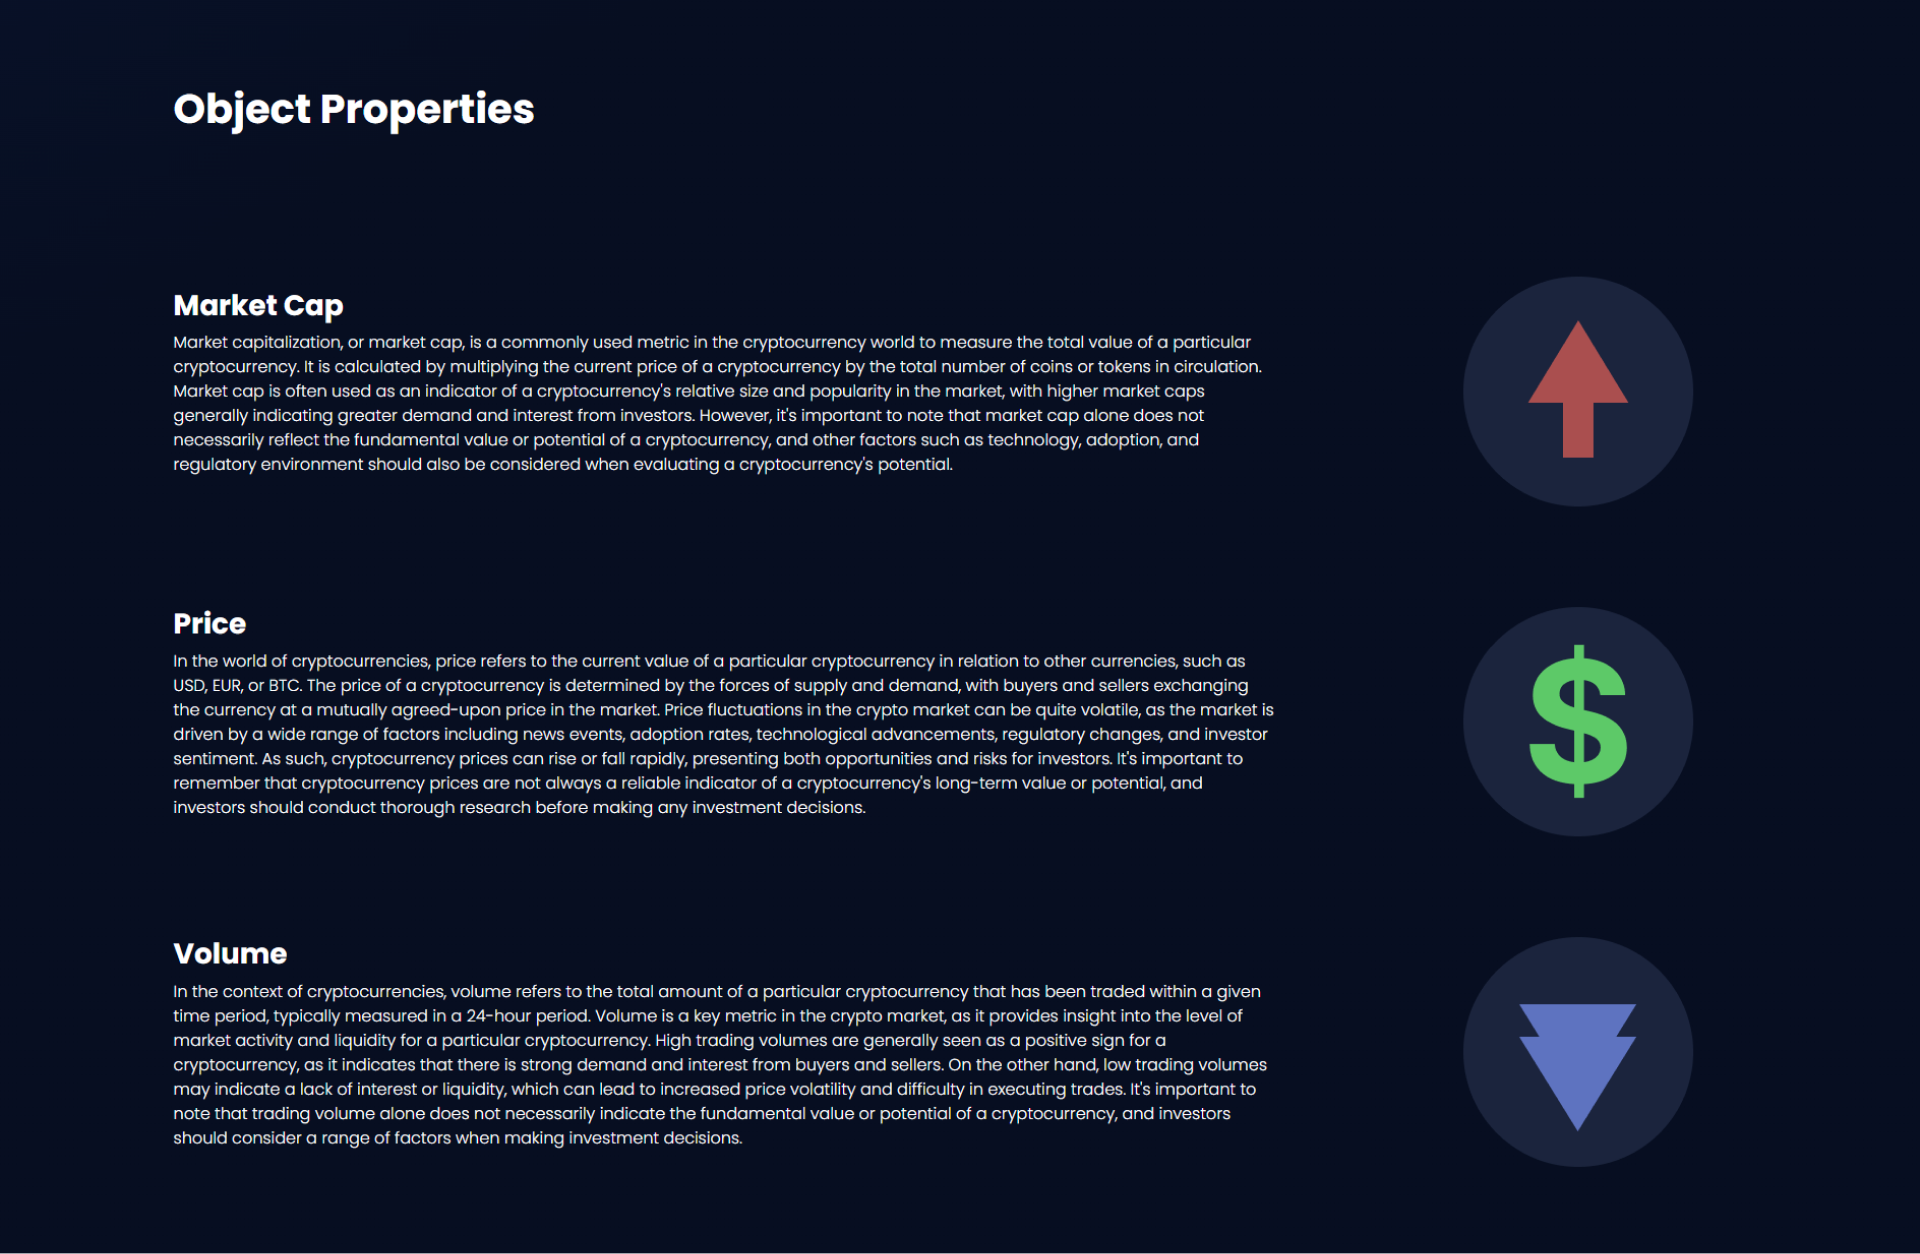 Object Properties
Market Cap
Market capitalization, or market cap, is a commonly used metric in the cryptocurrency world to measure the total value of a particular
cryptocurrency. It is calculated by multiplying the current price of a cryptocurrency by the total number of coins or tokens in circulation.
Market cap is often used as an indicator of a cryptocurrency's relative size and popularity in the market, with higher market caps
generally indicating greater demand and interest from investors. However, it's important to note that market cap alone does not
necessarily reflect the fundamental value or potential of a cryptocurrency, and other factors such as technology, adoption, and
regulatory environment should also be considered when evaluating a cryptocurrency's potential.
Price
In the world of cryptocurrencies, price refers to the current value of a particular cryptocurrency in relation to other currencies, such as
USD, EUR, or BTC. The price of a cryptocurrency is determined by the forces of supply and demand, with buyers and sellers exchanging
the currency at a mutually agreed-upon price in the market. Price fluctuations in the crypto market can be quite volatile, as the market is
driven by a wide range of factors including news events, adoption rates, technological advancements, regulatory changes, and investor
sentiment. As such, cryptocurrency prices can rise or fall rapidly, presenting both opportunities and risks for investors. It's important to
remember that cryptocurrency prices are not always a reliable indicator of a cryptocurrency's long-term value or potential, and
investors should conduct thorough research before making any investment decisions.
$
Volume
In the context of cryptocurrencies, volume refers to the total amount of a particular cryptocurrency that has been traded within a given
time period, typically measured in a 24-hour period. Volume is a key metric in the crypto market, as it provides insight into the level of
market activity and liquidity for a particular cryptocurrency. High trading volumes are generally seen as a positive sign for a
cryptocurrency, as it indicates that there is strong demand and interest from buyers and sellers. On the other hand, low trading volumes
may indicate a lack of interest or liquidity, which can lead to increased price volatility and difficulty in executing trades. It's important to
note that trading volume alone does not necessarily indicate the fundamental value or potential of a cryptocurrency, and investors
should consider a range of factors when making investment decisions.